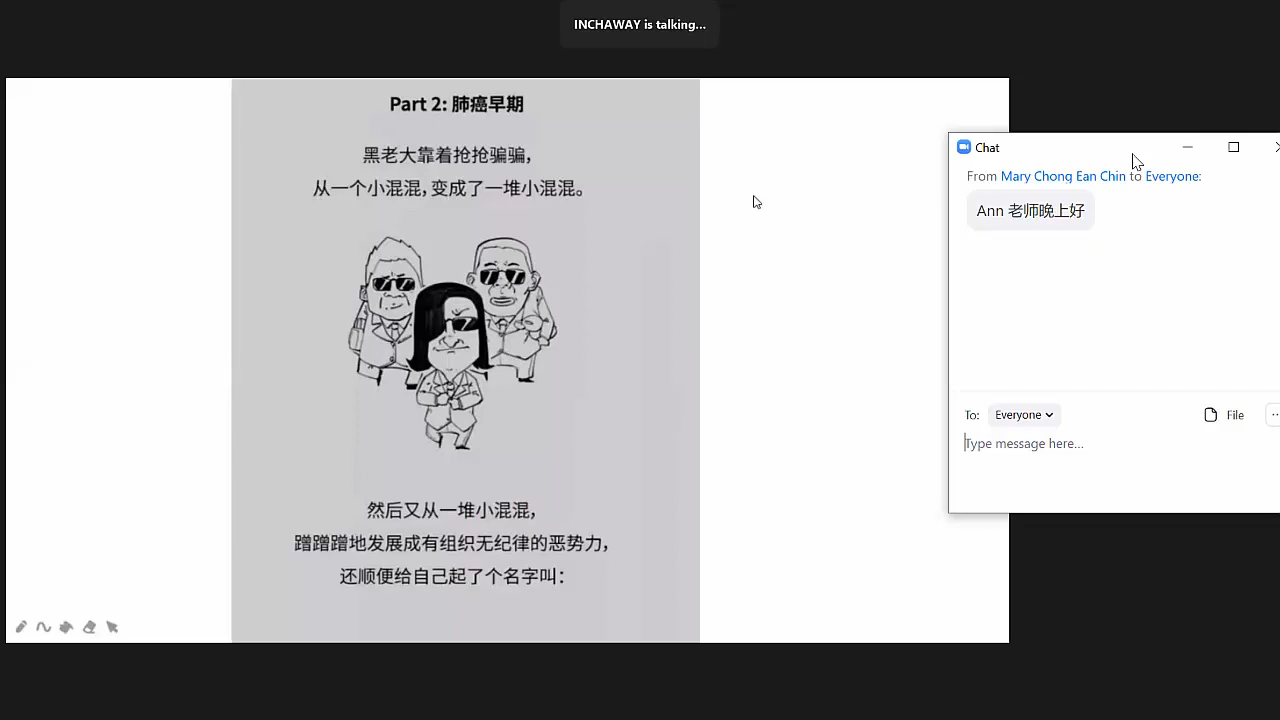 INCHAWAY is talking...
Part 2: 肺癌早期
黑老大靠着抢抢骗骗，
从一个小混混，变成了一堆小混混。
然后又从一堆小混混，
蹭蹭蹭地发展成有组织无纪律的恶势力，
还顺便给自己起了个名字叫：
Chat
From Mary Chong Ean Chin to Everyone:
Ann 老师晚上好
To: Everyone
File
Type message here...